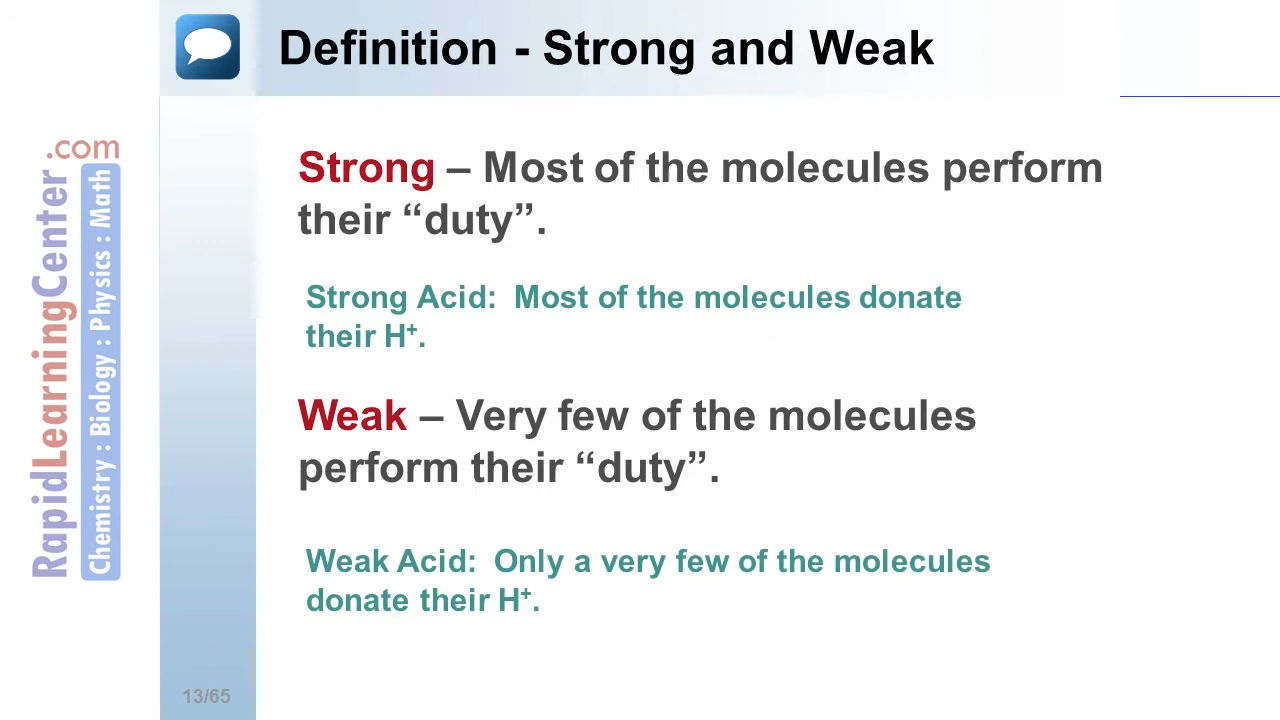 Definition - Strong and Weak
Strong – Most of the molecules perform
their “duty”.
Strong Acid:  Most of the molecules donate
their H⁺.
Weak – Very few of the molecules
perform their “duty”.
Weak Acid:  Only a very few of the molecules
donate their H⁺.
RapidLearningCenter.com
Chemistry : Biology : Physics : Math
13/65